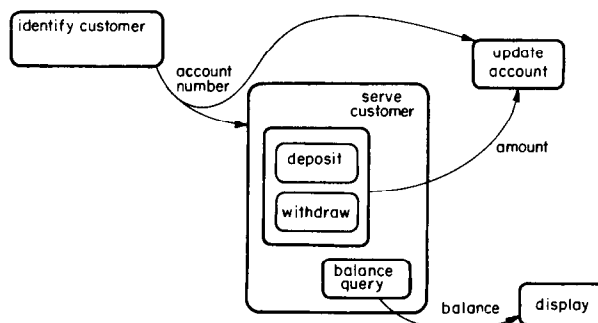 identify customer
update
account
account
number
serve
customer
deposit
amount
withdraw
balance
query
balance
display